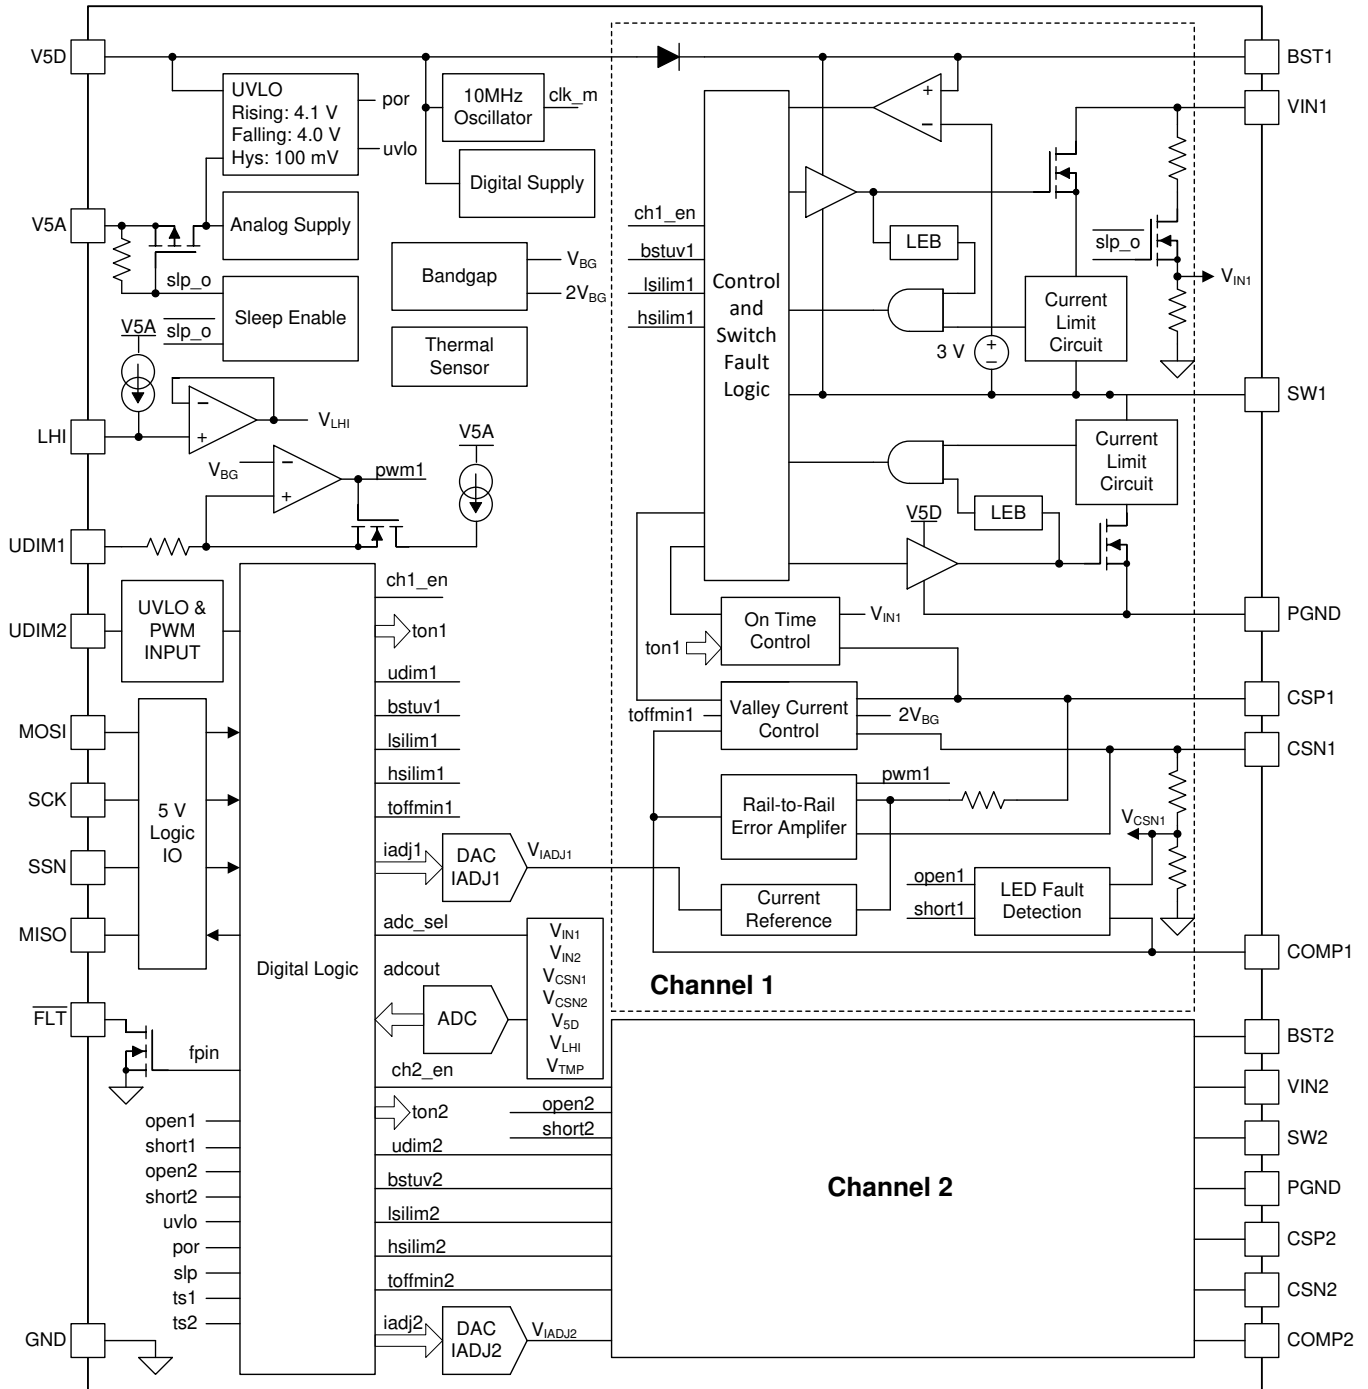 V5D
UVLO
Rising: 4.1 V
Falling: 4.0 V
Hys: 100 mV
por
uvlo
10MHz
Oscillator
clk_m
Digital Supply
V5A
Analog Supply
slp_o
slp_o
Sleep Enable
Bandgap
VBG
2VBG
Thermal
Sensor
V5A
LHI
VLHI
VBG
pwm1
V5A
UDIM1
UDIM2
UVLO &
PWM
INPUT
MOSI
SCK
SSN
MISO
5 V
Logic
IO
FLT
fpin
open1
short1
open2
short2
uvlo
por
slp
ts1
ts2
GND
Digital Logic
ch1_en
ton1
udim1
bstuv1
lsilim1
hsilim1
toffmin1
iadj1
DAC
IADJ1
VIADJ1
adc_sel
adcout
ADC
VIN1
VIN2
VCSN1
VCSN2
V5D
VLHI
VTMP
ch2_en
ton2
open2
short2
udim2
bstuv2
lsilim2
hsilim2
toffmin2
iadj2
DAC
IADJ2
VIADJ2
ch1_en
bstuv1
lsilim1
hsilim1
Control
and
Switch
Fault
Logic
LEB
3 V
Current
Limit
Circuit
slp_o
VIN1
Current
Limit
Circuit
LEB
V5D
On Time
Control
VIN1
ton1
Valley Current
Control
toffmin1
2VBG
pwm1
Rail-to-Rail
Error Amplifer
Current
Reference
VCSN1
open1
short1
LED Fault
Detection
Channel 1
Channel 2
BST1
VIN1
SW1
PGND
CSP1
CSN1
COMP1
BST2
VIN2
SW2
PGND
CSP2
CSN2
COMP2